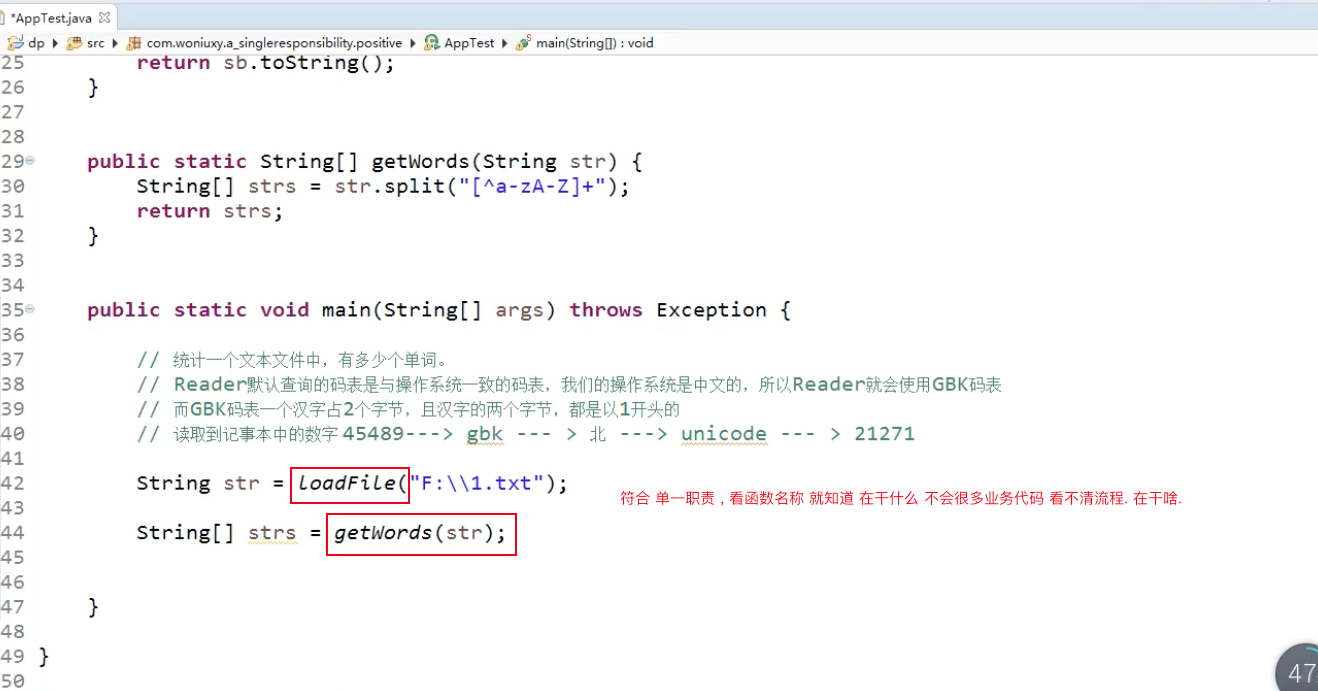 *AppTest.java
dp src com.woniuxy.a_singleresponsibility.positive AppTest main(String[]) : void
25 return sb.toString();
26 }
27
28
29 public static String[] getWords(String str) {
30 String[] strs = str.split("[^a-zA-Z]+");
31 return strs;
32 }
33
34
35 public static void main(String[] args) throws Exception {
36
37 // 统计一个文本文件中，有多少个单词。
38 // Reader默认查询的码表是与操作系统一致的码表，我们的操作系统是中文的，所以Reader就会使用GBK码表
39 // 而GBK码表一个汉字占2个字节，且汉字的两个字节，都是以1开头的
40 // 读取到记事本中的数字 45489---> gbk --- > 北 ---> unicode --- > 21271
41
42 String str = loadFile("F:\\1.txt");
43
符合 单一职责 , 看函数名称 就知道 在干什么 不会很多业务代码 看不清流程. 在干啥.
44 String[] strs = getWords(str);
45
46
47 }
48
49 }
50
47